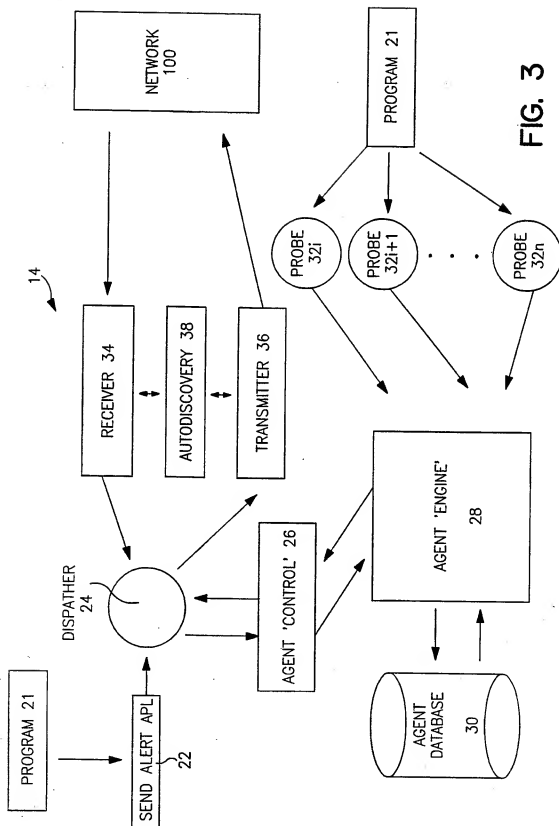 PROGRAM 21
SEND ALERT APL
22
DISPATHER
24
14
RECEIVER 34
AUTODISCOVERY 38
TRANSMITTER 36
NETWORK
100
AGENT 'CONTROL' 26
AGENT 'ENGINE'
28
AGENT
DATABASE
30
PROBE
32i
PROBE
32i+1
. . . .
PROBE
32n
PROGRAM 21
FIG. 3